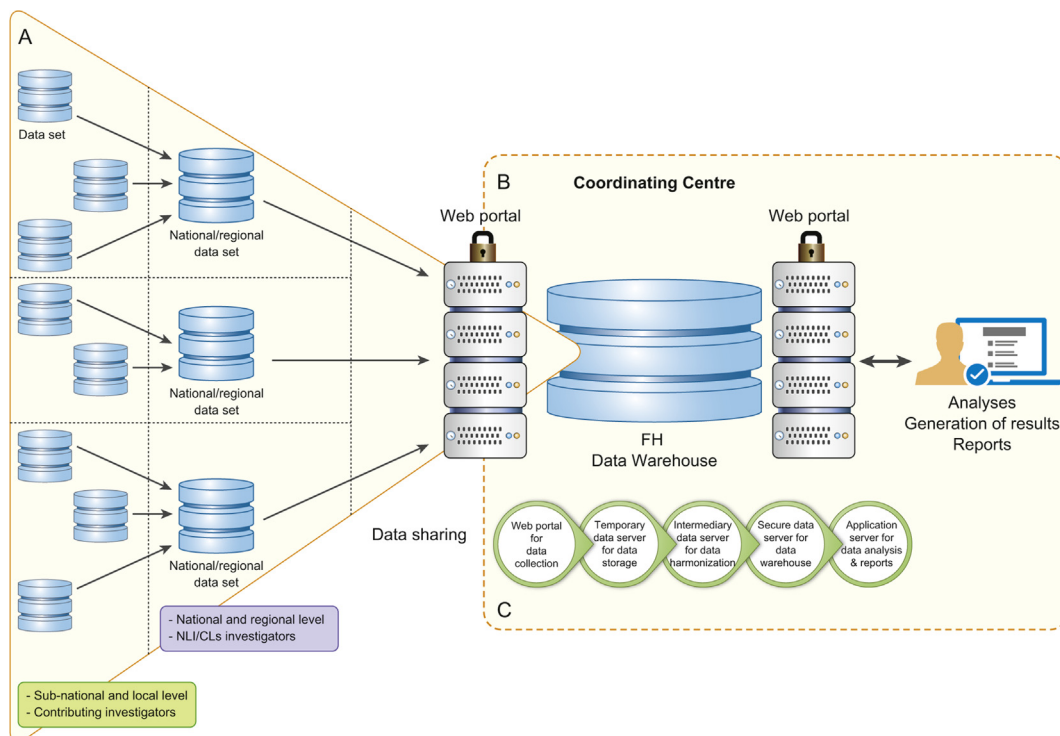 A
Data set
National/regional
data set
National/regional
data set
National/regional
data set
- National and regional level
- NLI/CLs investigators
- Sub-national and local level
- Contributing investigators
Data sharing
B
Coordinating Centre
Web portal
Web portal
FH
Data Warehouse
Analyses
Generation of results
Reports
Web portal
for
data
collection
Temporary
data server
for data
storage
Intermediary
data server
for data
harmonization
Secure data
server for
data
warehouse
Application
server for
data analysis
& reports
C